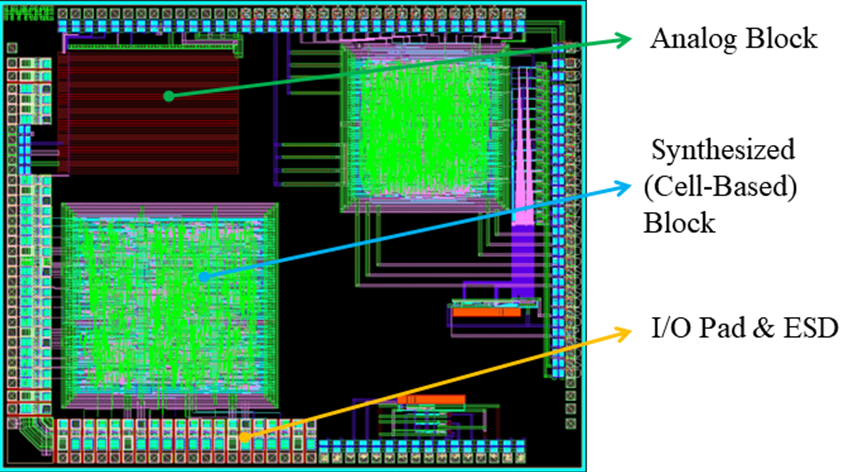 Analog Block
Synthesized
(Cell-Based)
Block
I/O Pad & ESD